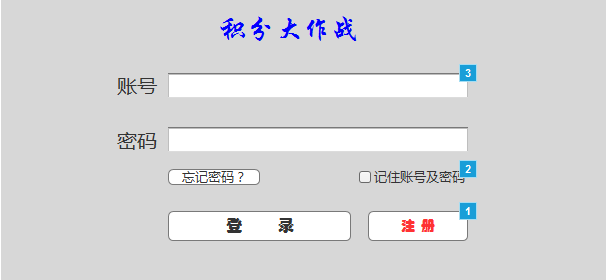 积分大作战
3
账号
密码
忘记密码？ 记住账号及密码 2
登 录 注 册 1